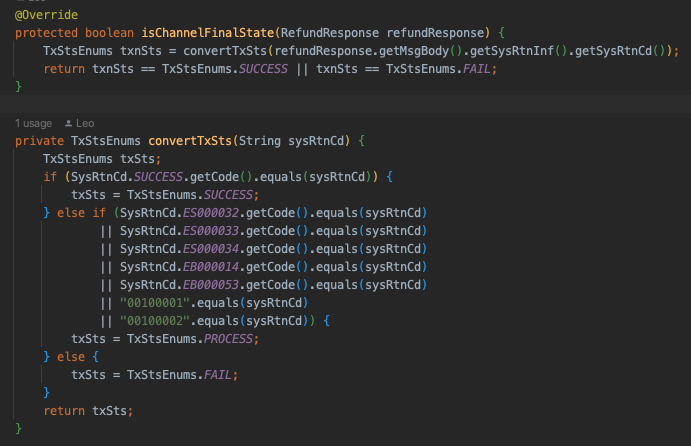 @Override
protected boolean isChannelFinalState(RefundResponse refundResponse) {
    TxStsEnums txnSts = convertTxSts(refundResponse.getMsgBody().getSysRtnInf().getSysRtnCd());
    return txnSts == TxStsEnums.SUCCESS || txnSts == TxStsEnums.FAIL;
}
1 usage Leo
private TxStsEnums convertTxSts(String sysRtnCd) {
    TxStsEnums txSts;
    if (SysRtnCd.SUCCESS.getCode().equals(sysRtnCd)) {
        txSts = TxStsEnums.SUCCESS;
    } else if (SysRtnCd.ES000032.getCode().equals(sysRtnCd)
            || SysRtnCd.ES000033.getCode().equals(sysRtnCd)
            || SysRtnCd.ES000034.getCode().equals(sysRtnCd)
            || SysRtnCd.EB000014.getCode().equals(sysRtnCd)
            || SysRtnCd.EB000053.getCode().equals(sysRtnCd)
            || "00100001".equals(sysRtnCd)
            || "00100002".equals(sysRtnCd)) {
        txSts = TxStsEnums.PROCESS;
    } else {
        txSts = TxStsEnums.FAIL;
    }
    return txSts;
}